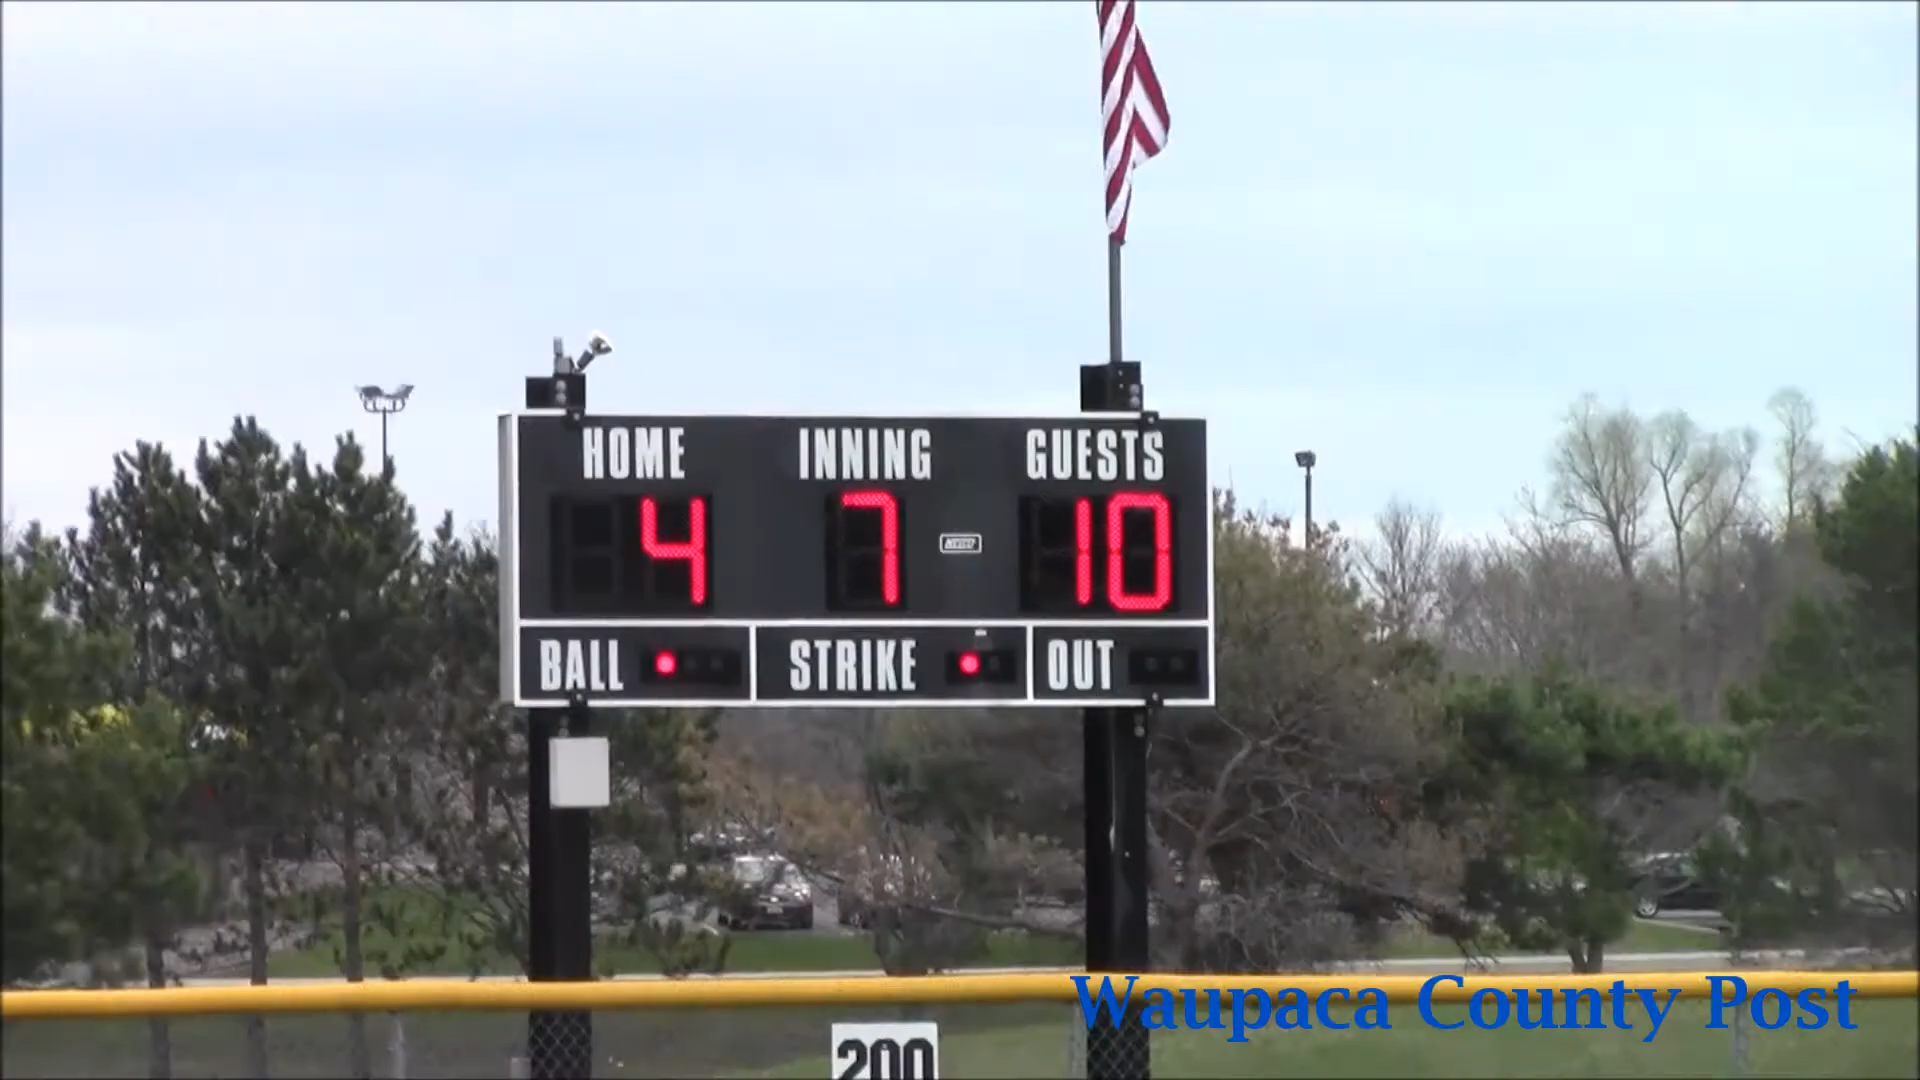 HOME INNING GUESTS
4 7 10
BALL STRIKE OUT
Waupaca County Post
200